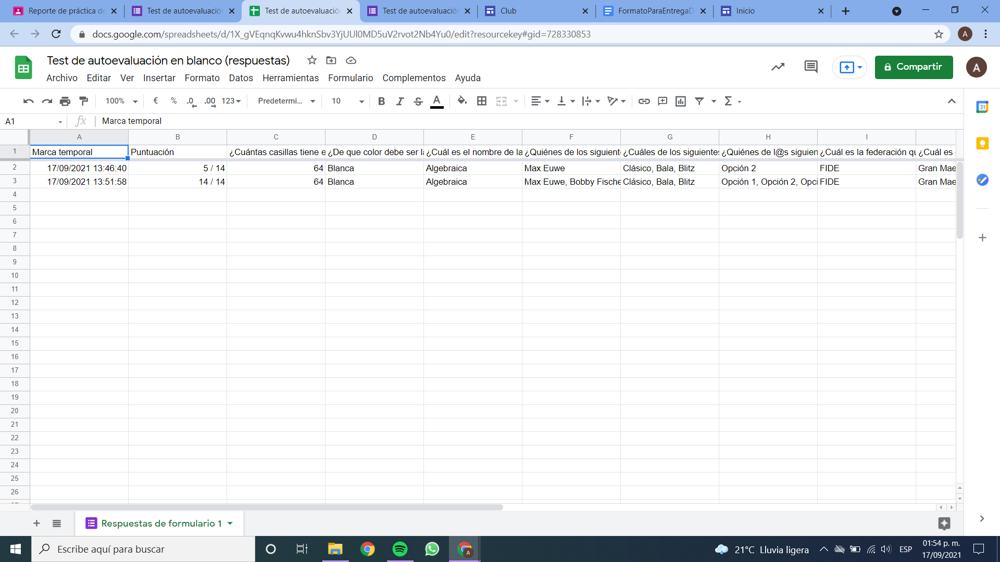 Reporte de práctica de
Test de autoevaluación
Test de autoevaluación
Test de autoevaluación
Club
FormatoParaEntregaD
Inicio
docs.google.com/spreadsheets/d/1X_gVEqnqKvwu4hknSbv3YjUUl0MD5uV2rvot2Nb4Yu0/edit?resourcekey#gid=728330853
A
Test de autoevaluación en blanco (respuestas)
Archivo Editar Ver Insertar Formato Datos Herramientas Formulario Complementos Ayuda
Compartir
A
100% € % .0 .00 123 Predetermi... 10 B I S A Σ
31
A1 fx Marca temporal
A B C D E F G H I
1 Marca temporal Puntuación ¿Cuántas casillas tiene e ¿De que color debe ser la ¿Cuál es el nombre de la ¿Quiénes de los siguient ¿Cuáles de los siguientes ¿Quiénes de l@s siguien ¿Cuál es la federación qu ¿Cuál es
2 17/09/2021 13:46:40 5 / 14 64 Blanca Algebraica Max Euwe Clásico, Bala, Blitz Opción 2 FIDE Gran Mae
3 17/09/2021 13:51:58 14 / 14 64 Blanca Algebraica Max Euwe, Bobby Fische Clásico, Bala, Blitz Opción 1, Opción 2, Opci FIDE Gran Mae
4
5
6
7
8
9
10
11
12
13
14
15
16
17
18
19
20
21
22
23
24
25
26
Respuestas de formulario 1
Escribe aquí para buscar
A
21°C Lluvia ligera
ESP
01:54 p. m.
17/09/2021